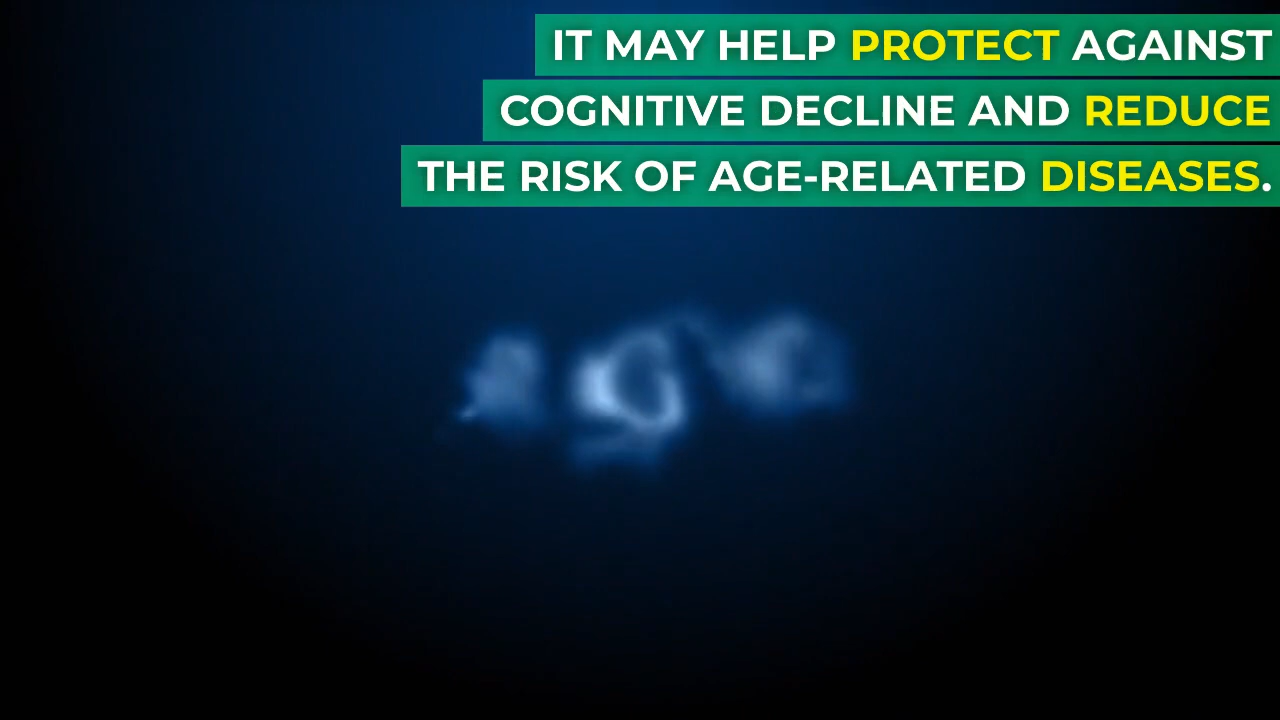 IT MAY HELP PROTECT AGAINST
COGNITIVE DECLINE AND REDUCE
THE RISK OF AGE-RELATED DISEASES.